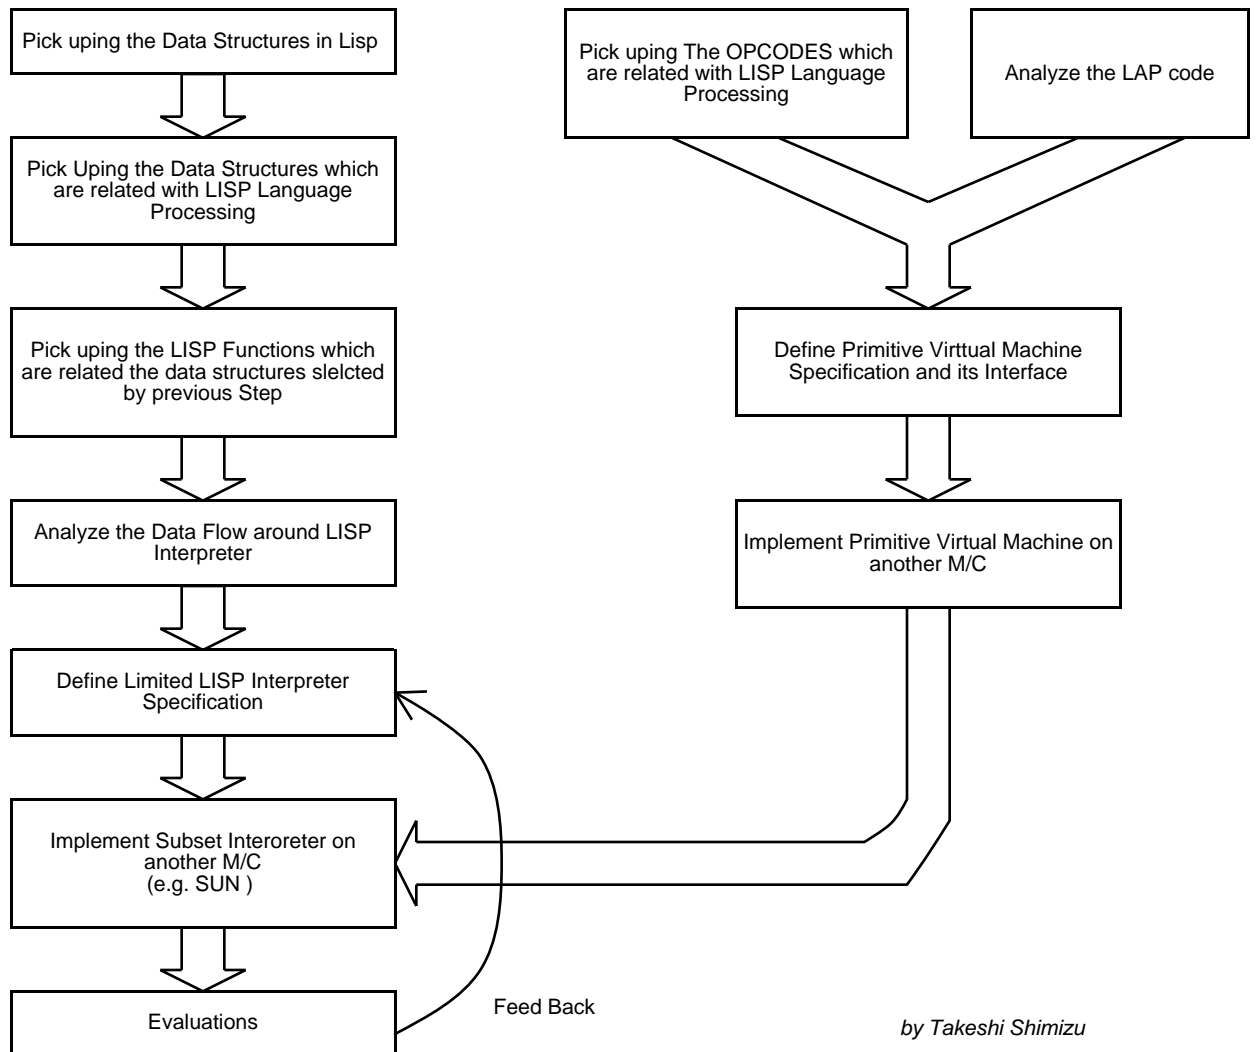 Pick uping the Data Structures in Lisp
Pick Uping the Data Structures which
are related with LISP Language
Processing
Pick uping the LISP Functions which
are related the data structures slelcted
by previous Step
Analyze the Data Flow around LISP
Interpreter
Define Limited LISP Interpreter
Specification
Implement Subset Interoreter on
another M/C
(e.g. SUN )
Evaluations
Feed Back
Pick uping The OPCODES which
are related with LISP Language
Processing
Analyze the LAP code
Define Primitive Virttual Machine
Specification and its Interface
Implement Primitive Virtual Machine on
another M/C
by Takeshi Shimizu